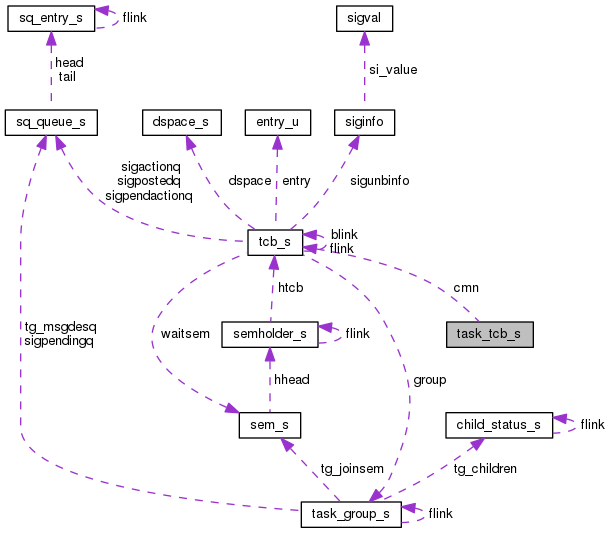 sq_entry_s
flink
sigval
head
tail
si_value
sq_queue_s
dspace_s
entry_u
siginfo
sigactionq
sigpostedq
sigpendactionq
dspace
entry
sigunbinfo
tcb_s
blink
flink
htcb
cmn
tg_msgdesq
sigpendingq
waitsem
semholder_s
flink
task_tcb_s
hhead
group
sem_s
child_status_s
flink
tg_joinsem
tg_children
task_group_s
flink